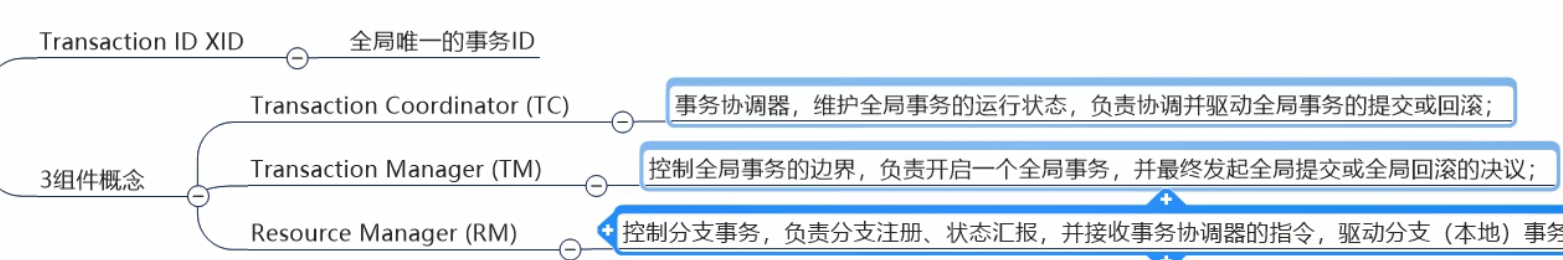 Transaction ID XID 全局唯一的事务ID
Transaction Coordinator (TC) 事务协调器，维护全局事务的运行状态，负责协调并驱动全局事务的提交或回滚；
3组件概念
Transaction Manager (TM) 控制全局事务的边界，负责开启一个全局事务，并最终发起全局提交或全局回滚的决议；
Resource Manager (RM) 控制分支事务，负责分支注册、状态汇报，并接收事务协调器的指令，驱动分支（本地）事务